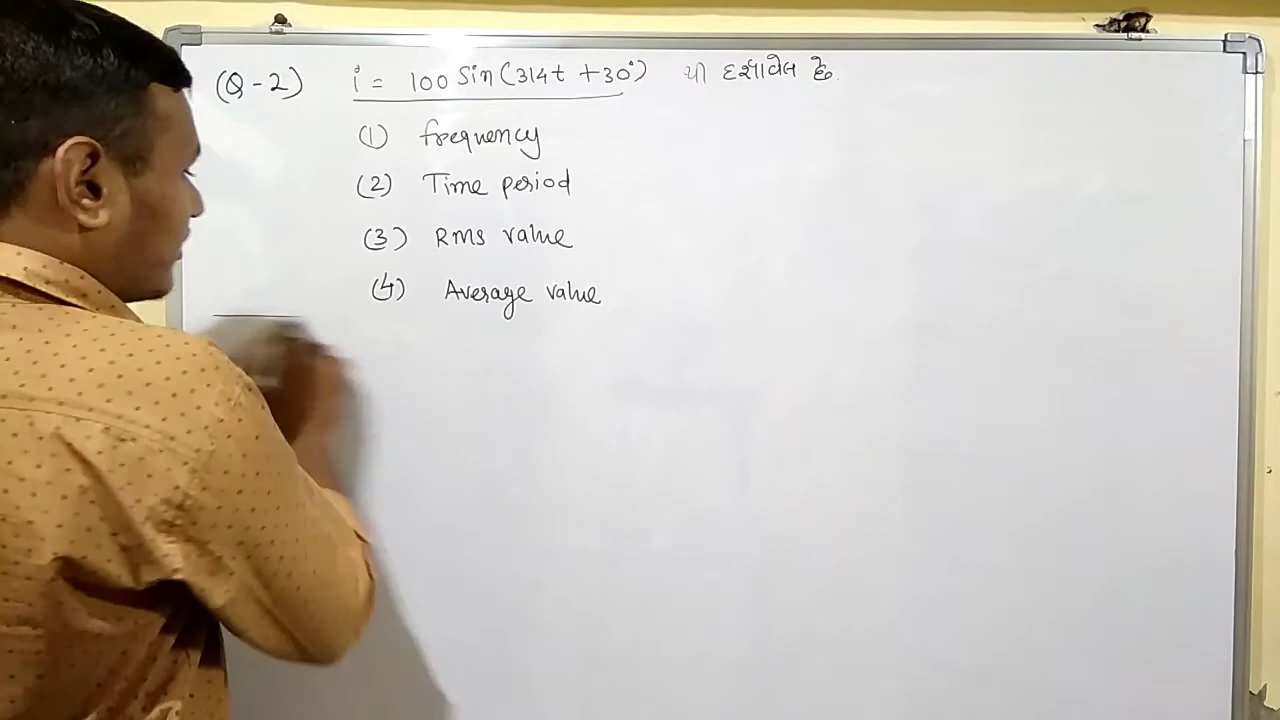 (Q-2) i = 100 Sin (314t +30°) થી દર્શાવેલ છે.
(1) frequency
(2) Time period
(3) RMS value
(4) Average value